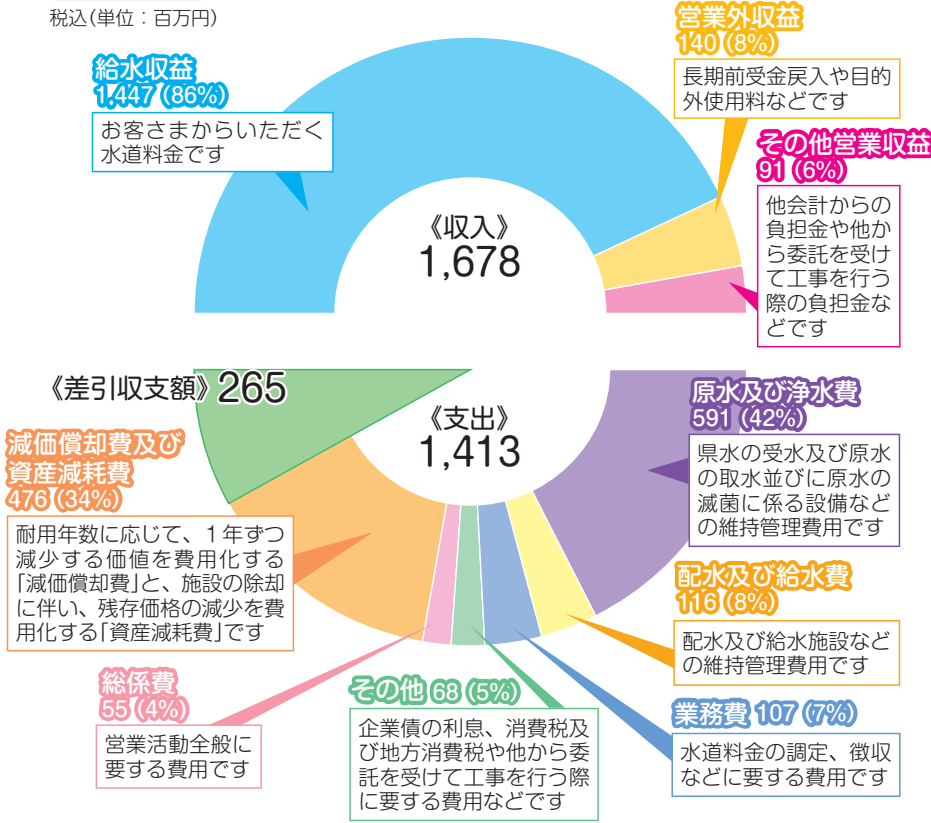 税込(単位：百万円)
給水収益
1,447 (86%)
お客さまからいただく
水道料金です
営業外収益
140 (8%)
長期前受金戻入や目的
外使用料などです
その他営業収益
91 (6%)
他会計からの
負担金や他か
ら委託を受け
て工事を行う
際の負担金な
どです
《収入》
1,678
《差引収支額》265
《支出》
1,413
原水及び浄水費
591 (42%)
県水の受水及び原水
の取水並びに原水の
滅菌に係る設備など
の維持管理費用です
減価償却費及び
資産減耗費
476 (34%)
耐用年数に応じて、1年ずつ
減少する価値を費用化する
「減価償却費」と、施設の除却
に伴い、残存価格の減少を費
用化する「資産減耗費」です
配水及び給水費
116 (8%)
配水及び給水施設など
の維持管理費用です
総係費
55 (4%)
営業活動全般に
要する費用です
その他 68 (5%)
企業債の利息、消費税及
び地方消費税や他から委
託を受けて工事を行う際
に要する費用などです
業務費 107 (7%)
水道料金の調定、徴収
などに要する費用です